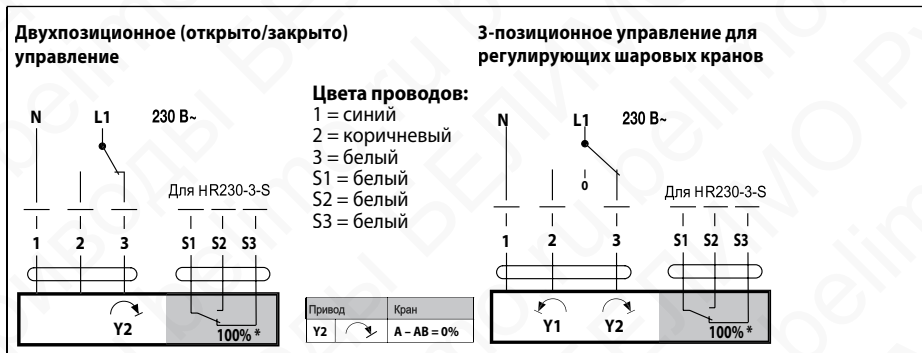 Двухпозиционное (открыто/закрыто)
управление
3-позиционное управление для
регулирующих шаровых кранов
Цвета проводов:
1 = синий
2 = коричневый
3 = белый
S1 = белый
S2 = белый
S3 = белый
N L1 230 В~
Для HR230-3-S
1 2 3 S1 S2 S3
Y2 100% *
Привод Кран
Y2 A – AB = 0%
N L1 230 В~
0
Для HR230-3-S
1 2 3 S1 S2 S3
Y1 Y2 100% *